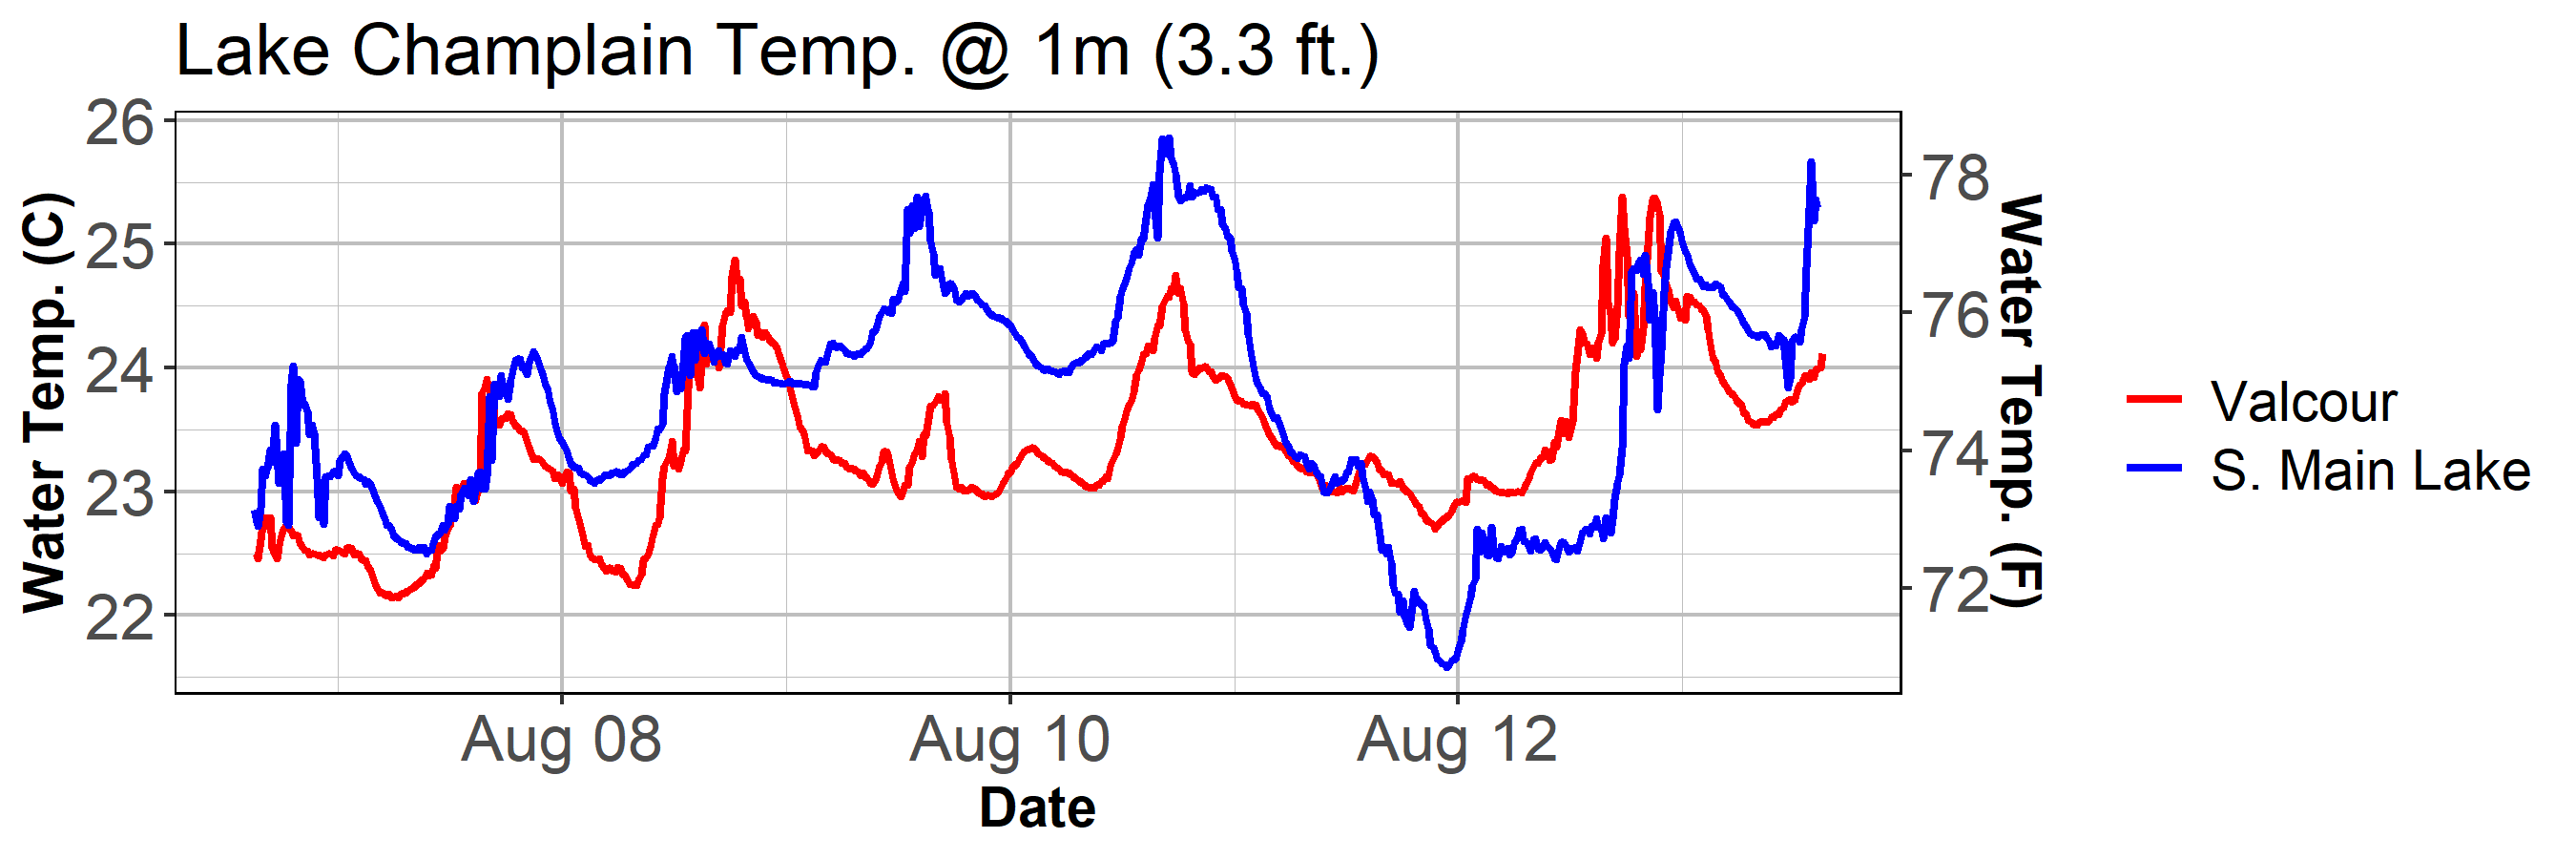 Lake Champlain Temp. @ 1m (3.3 ft.)
Water Temp. (C)
26
25
24
23
22
78
76
74
72
Water Temp. (F)
Aug 08
Aug 10
Aug 12
Date
Valcour
S. Main Lake